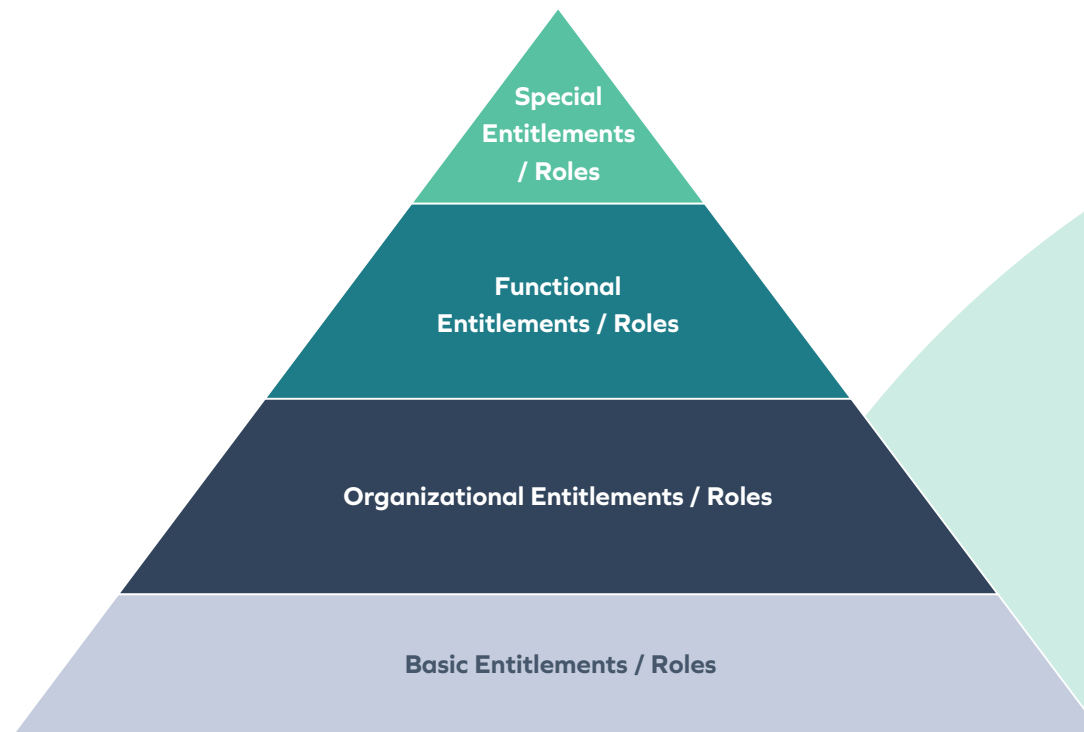 Special
Entitlements
/ Roles
Functional
Entitlements / Roles
Organizational Entitlements / Roles
Basic Entitlements / Roles